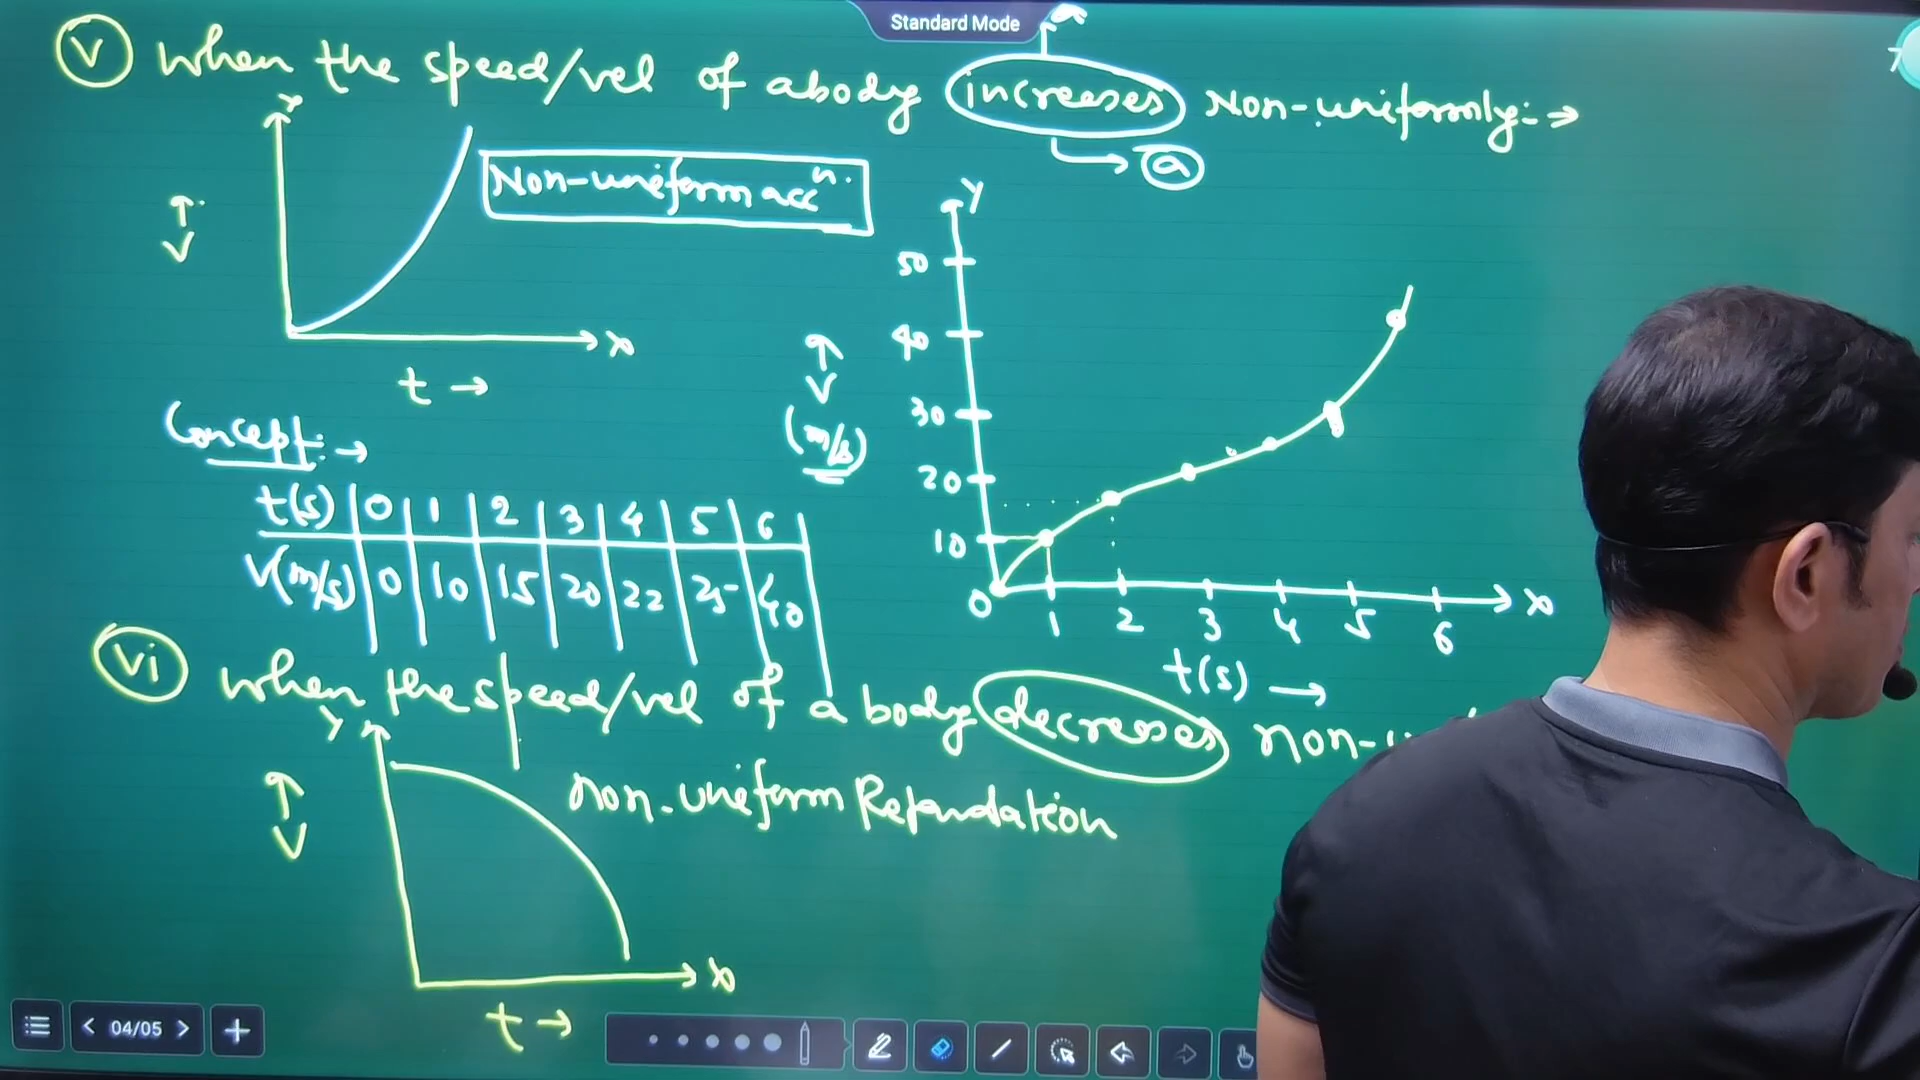 Standard Mode
7
(v) When the speed/vel of a body increases Non-uniformly:→
a
Y
Non-uniform accⁿ.
↑
V
X
t →
Y
50
40
30
20
10
0
1 2 3 4 5 6
X
t(s) →
↑
V
(m/s)
Concept:→
t(s) 0 1 2 3 4 5 6
V(m/s) 0 10 15 20 22 25 40
(vi) When the speed/vel of a body decreases non-
Y
↑
V
non-uniform Retardation
X
t →
04/05